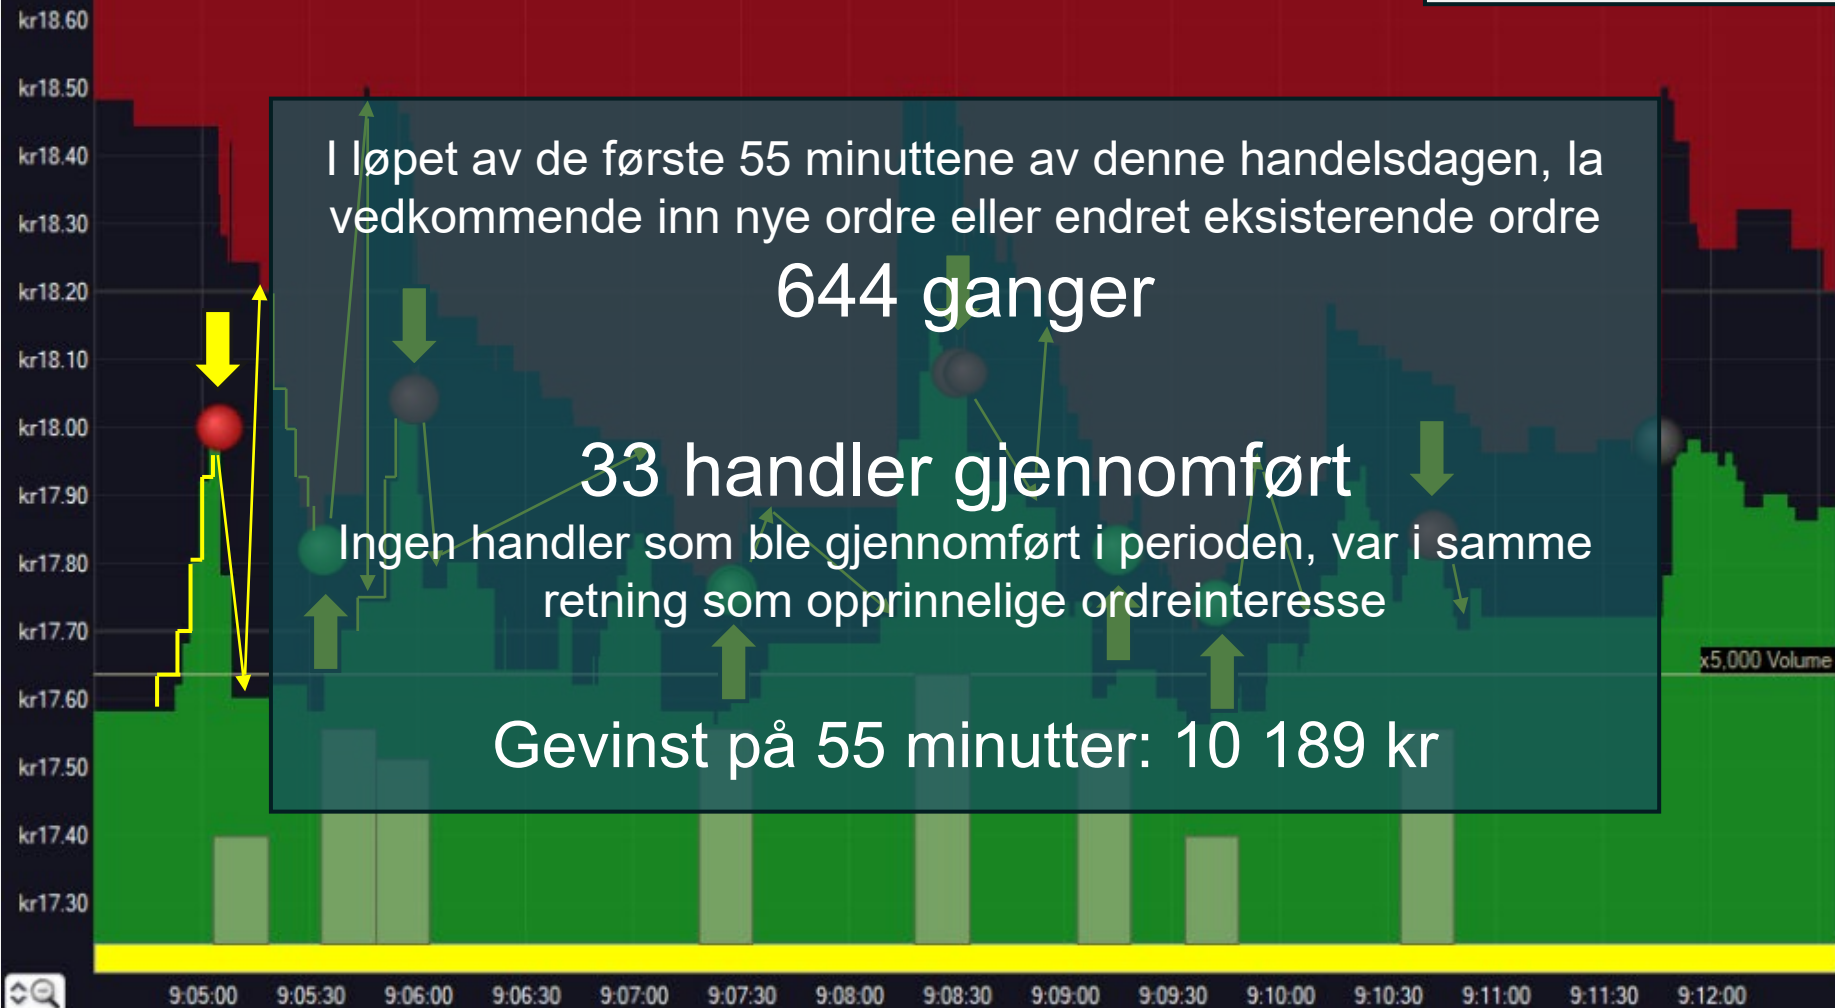 kr18.60
kr18.50
kr18.40
kr18.30
kr18.20
kr18.10
kr18.00
kr17.90
kr17.80
kr17.70
kr17.60
kr17.50
kr17.40
kr17.30
I løpet av de første 55 minuttene av denne handelsdagen, la
vedkommende inn nye ordre eller endret eksisterende ordre
644 ganger
33 handler gjennomført
Ingen handler som ble gjennomført i perioden, var i samme
retning som opprinnelige ordreinteresse
Gevinst på 55 minutter: 10 189 kr
x5,000 Volume
9:05:00 9:05:30 9:06:00 9:06:30 9:07:00 9:07:30 9:08:00 9:08:30 9:09:00 9:09:30 9:10:00 9:10:30 9:11:00 9:11:30 9:12:00